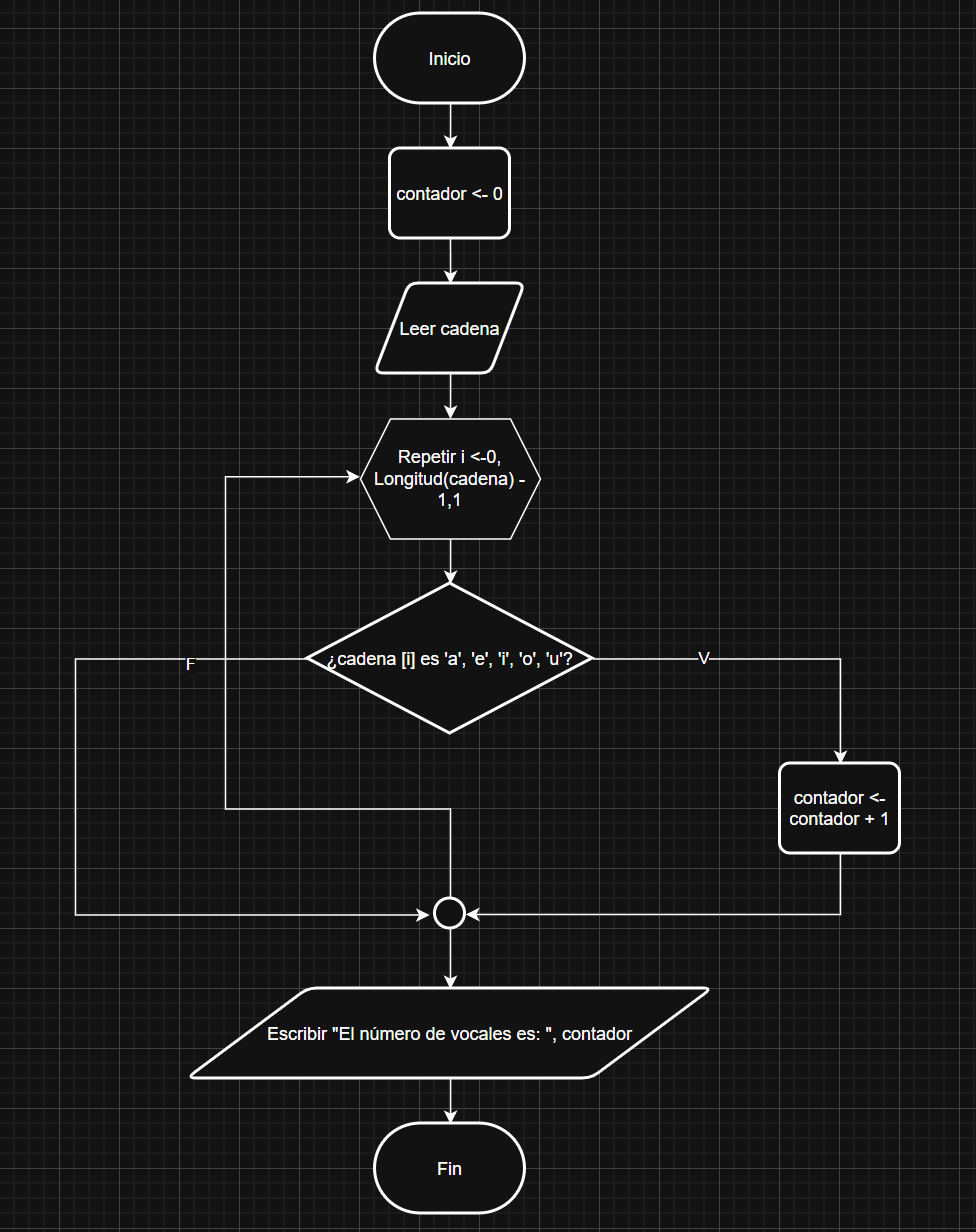 Inicio
contador <- 0
Leer cadena
Repetir i <-0,
Longitud(cadena) -
1,1
¿cadena [i] es 'a', 'e', 'i', 'o', 'u'?
F
V
contador <-
contador + 1
Escribir "El número de vocales es: ", contador
Fin